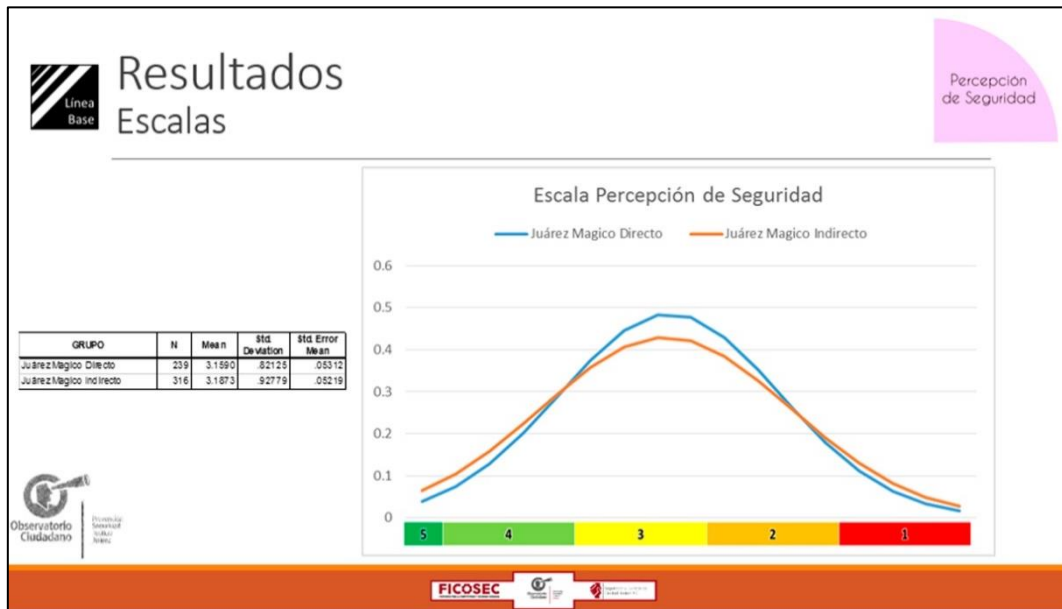 Línea
Base
Resultados
Escalas
Percepción
de Seguridad
Escala Percepción de Seguridad
Juárez Magico Directo Juárez Magico Indirecto
0.6
0.5
0.4
0.3
0.2
0.1
0
5 4 3 2 1
GRUPO N Mean Std. Deviation Std. Error Mean
Juárez Magico Directo 239 3.1590 .82125 .05312
Juárez Magico Indirecto 316 3.1873 .92779 .05219
Observatorio
Ciudadano
FICOSEC